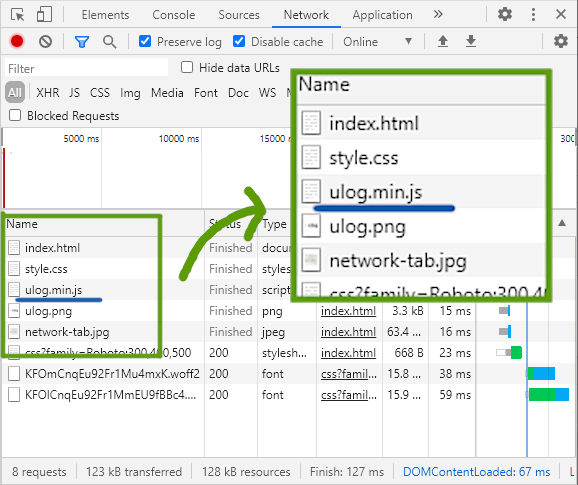 Elements Console Sources Network
Preserve log Disable cache Online
Filter Hide data URLs
All XHR JS CSS Img Media Font Doc WS
Blocked Requests
5000 ms 10000 ms 15000
Name
index.html
style.css
ulog.min.js
ulog.png
network-tab.jpg
css?family=Roboto:300,400
Name Status Type
index.html Finished docu
style.css Finished styles
ulog.min.js Finished script
ulog.png Finished png index.html 3.3 kB 15 ms
network-tab.jpg Finished jpeg index.html 63.4 ... 16 ms
css?family=Roboto:300,400,500 200 stylesh... index.html 668 B 23 ms
KFOmCnqEu92Fr1Mu4mxK.woff2 200 font css?famil... 15.8 ... 38 ms
KFOlCnqEu92Fr1MmEU9fBBc4.... 200 font css?famil... 15.9 ... 59 ms
8 requests 123 kB transferred 128 kB resources Finish: 127 ms DOMContentLoaded: 67 ms L